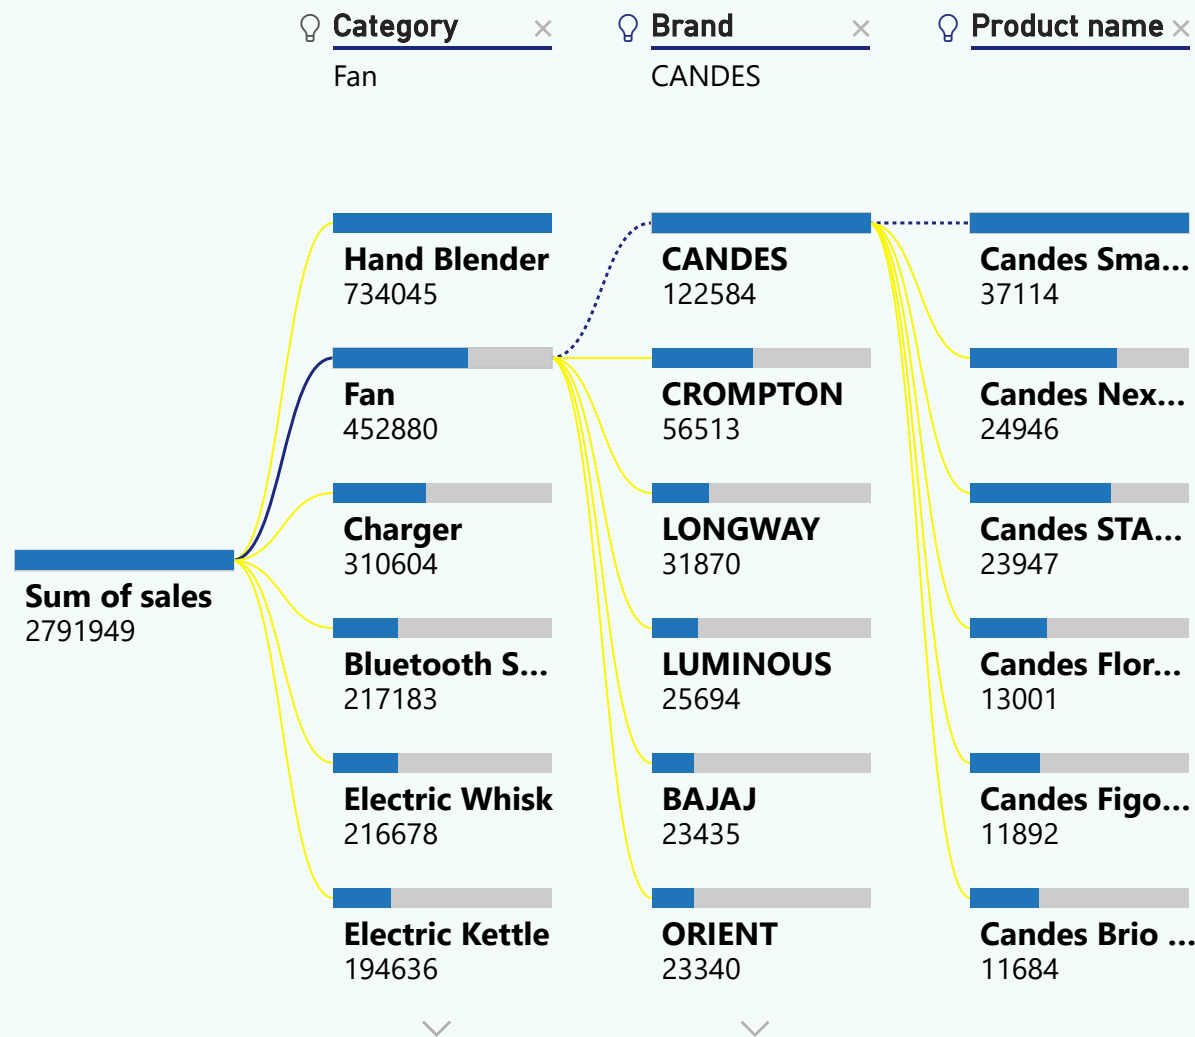 Category
Brand
Product name
Fan
CANDES
Sum of sales
2791949
Hand Blender
734045
Fan
452880
Charger
310604
Bluetooth S...
217183
Electric Whisk
216678
Electric Kettle
194636
CANDES
122584
CROMPTON
56513
LONGWAY
31870
LUMINOUS
25694
BAJAJ
23435
ORIENT
23340
Candes Sma...
37114
Candes Nex...
24946
Candes STA...
23947
Candes Flor...
13001
Candes Figo...
11892
Candes Brio ...
11684